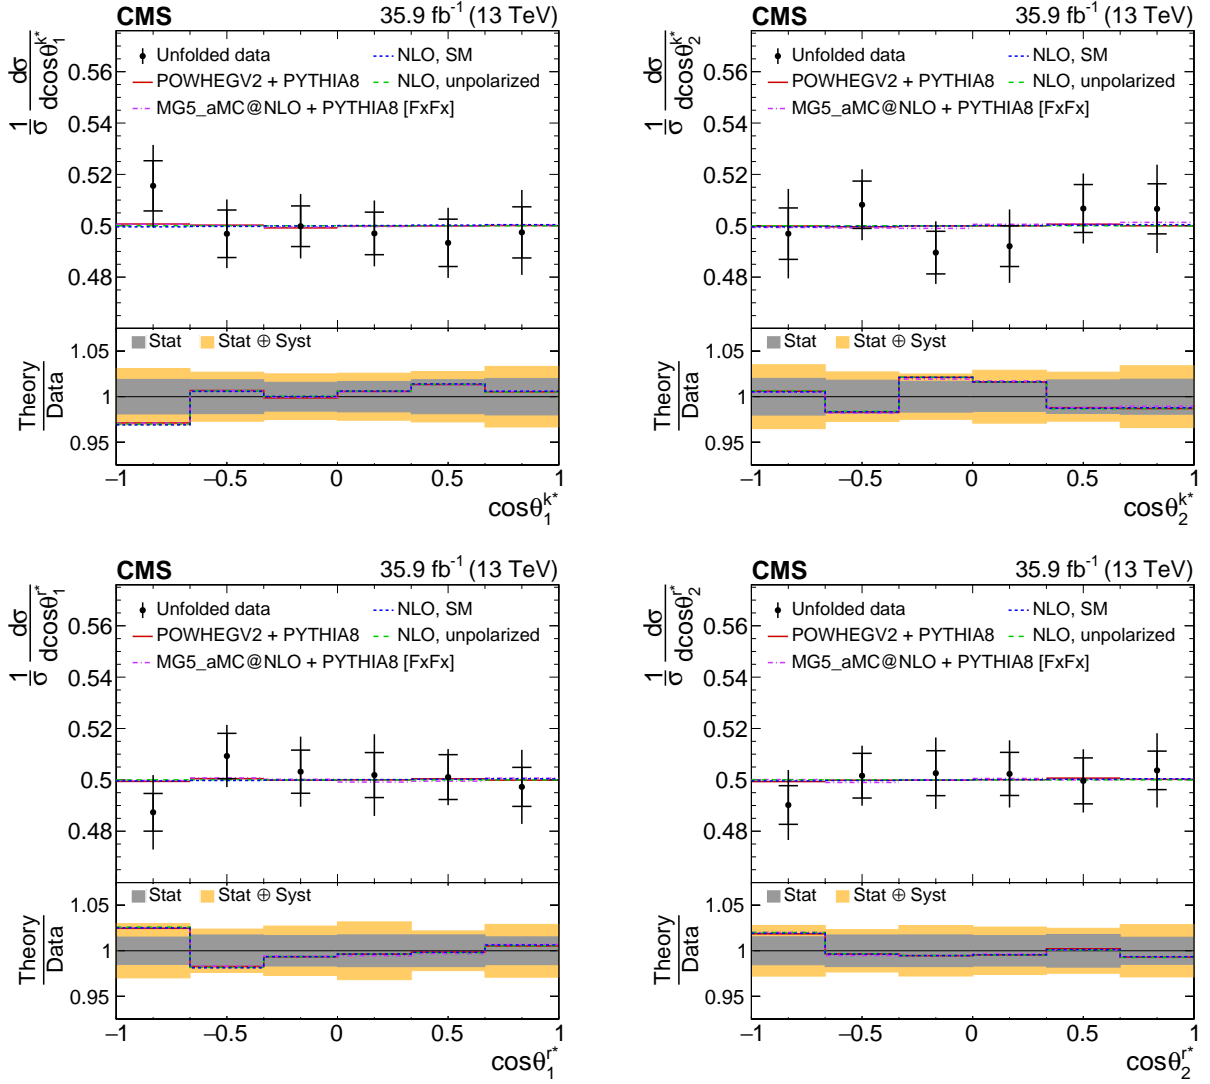 CMS 35.9 fb⁻¹ (13 TeV)
1/σ dσ/dcosθ₁ᵏ*
Unfolded data
NLO, SM
POWHEGV2 + PYTHIA8
NLO, unpolarized
MG5_aMC@NLO + PYTHIA8 [FxFx]
0.56
0.54
0.52
0.5
0.48
Stat
Stat ⊕ Syst
Theory/Data
1.05
1
0.95
−1 −0.5 0 0.5 1
cosθ₁ᵏ*
CMS 35.9 fb⁻¹ (13 TeV)
1/σ dσ/dcosθ₂ᵏ*
Unfolded data
NLO, SM
POWHEGV2 + PYTHIA8
NLO, unpolarized
MG5_aMC@NLO + PYTHIA8 [FxFx]
0.56
0.54
0.52
0.5
0.48
Stat
Stat ⊕ Syst
Theory/Data
1.05
1
0.95
−1 −0.5 0 0.5 1
cosθ₂ᵏ*
CMS 35.9 fb⁻¹ (13 TeV)
1/σ dσ/dcosθ₁ʳ*
Unfolded data
NLO, SM
POWHEGV2 + PYTHIA8
NLO, unpolarized
MG5_aMC@NLO + PYTHIA8 [FxFx]
0.56
0.54
0.52
0.5
0.48
Stat
Stat ⊕ Syst
Theory/Data
1.05
1
0.95
−1 −0.5 0 0.5 1
cosθ₁ʳ*
CMS 35.9 fb⁻¹ (13 TeV)
1/σ dσ/dcosθ₂ʳ*
Unfolded data
NLO, SM
POWHEGV2 + PYTHIA8
NLO, unpolarized
MG5_aMC@NLO + PYTHIA8 [FxFx]
0.56
0.54
0.52
0.5
0.48
Stat
Stat ⊕ Syst
Theory/Data
1.05
1
0.95
−1 −0.5 0 0.5 1
cosθ₂ʳ*